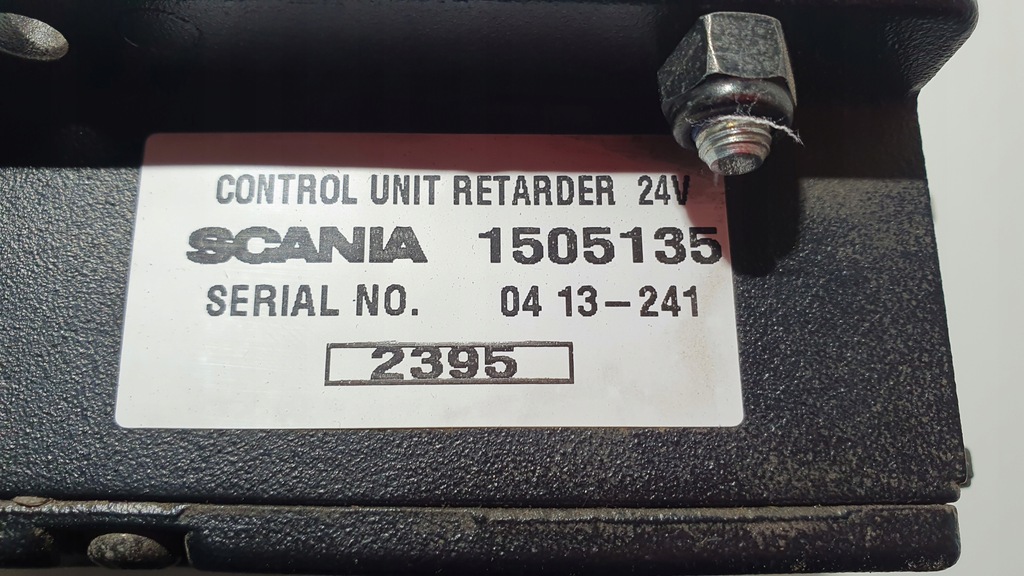 CONTROL UNIT RETARDER 24V
SCANIA 1505135
SERIAL NO. 04 13-241
2395